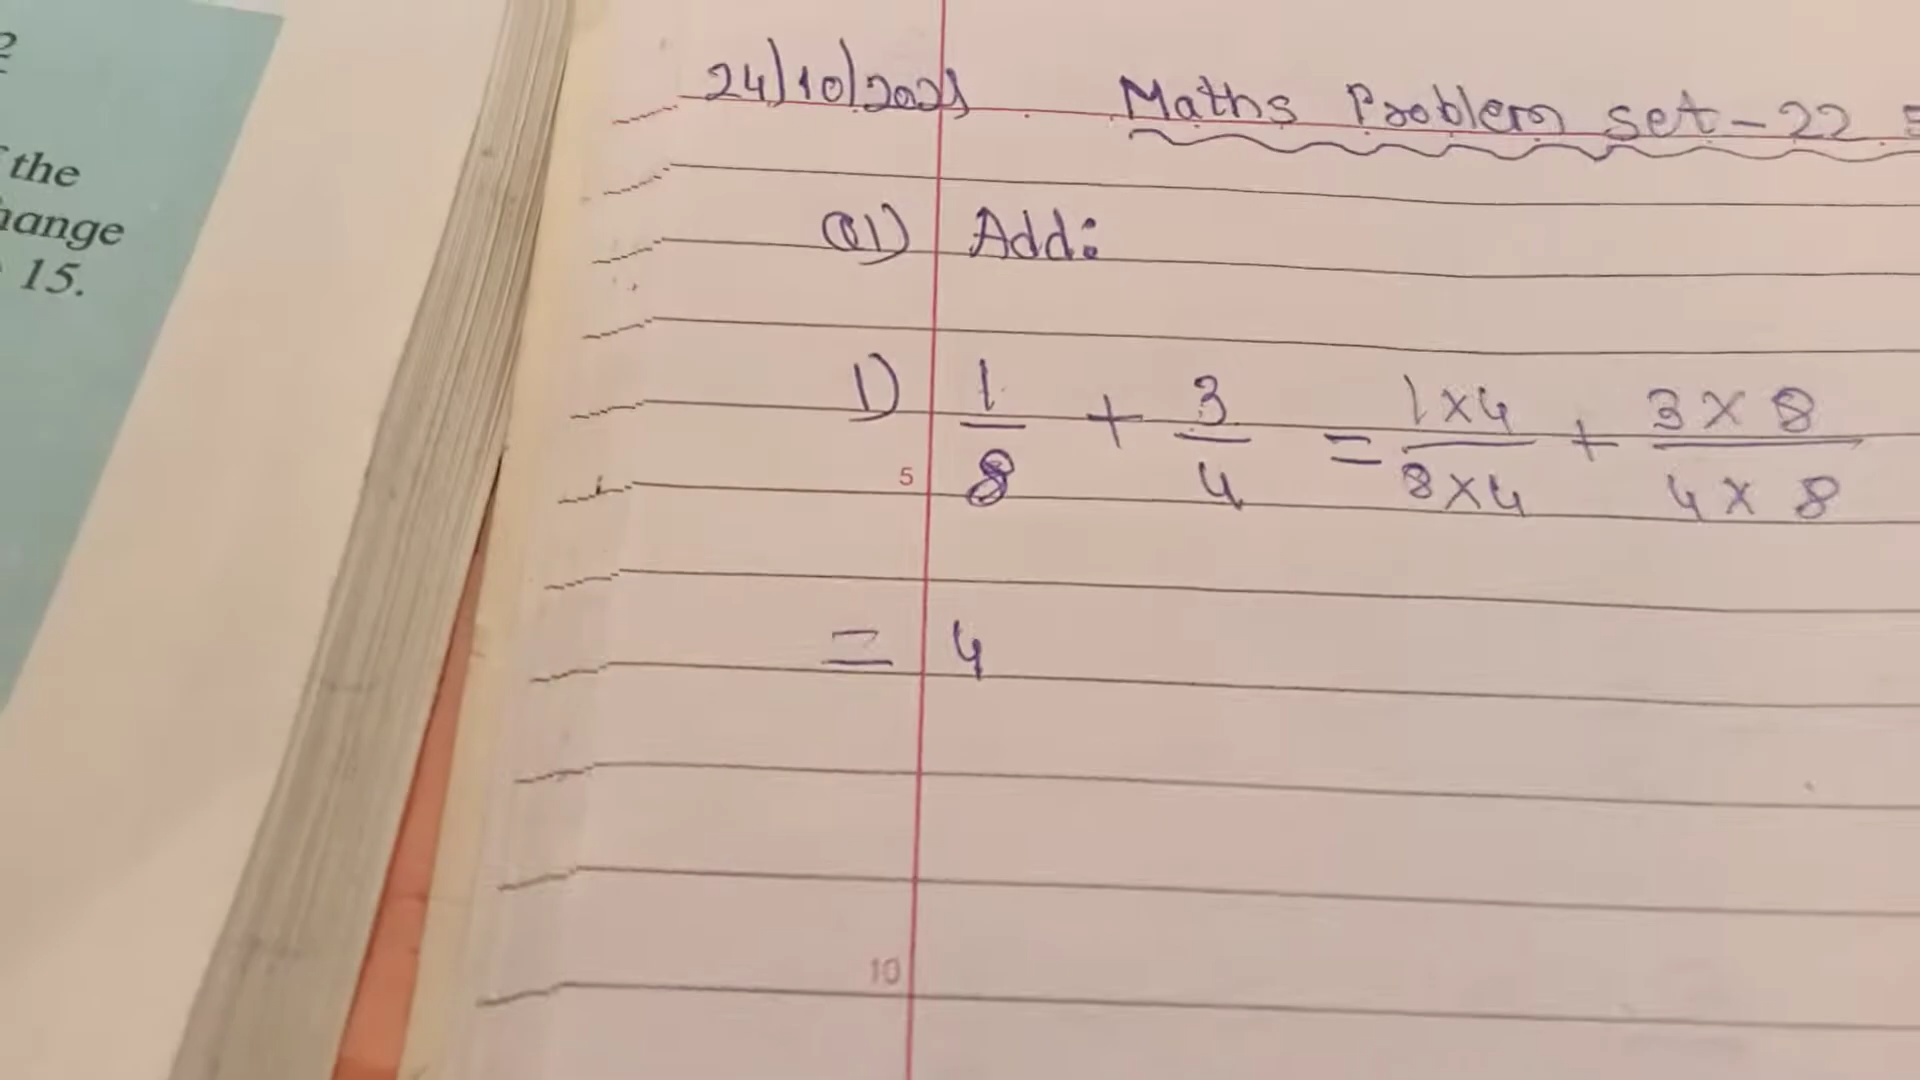 2
the
hange
15.
24/10/2021 Maths Problem set-22
Q1) Add:
1) 1/8 + 3/4 = 1×4/8×4 + 3×8/4×8
5
= 4
10